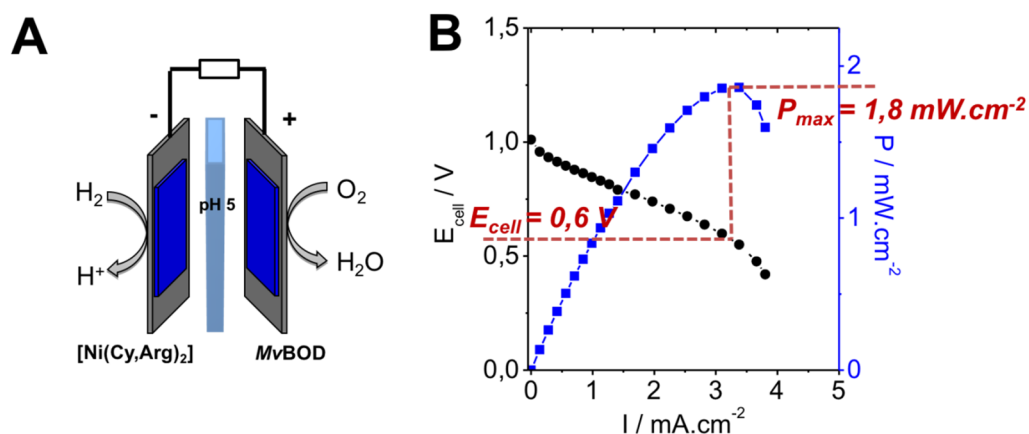 A
-
+
H2
H+
pH 5
O2
H2O
[Ni(Cy,Arg)2]
MvBOD
B
1,5
1,0
0,5
0,0
Ecell / V
0
1
2
3
4
5
I / mA.cm-2
2
1
0
P / mW.cm-2
Pmax = 1,8 mW.cm-2
Ecell = 0,6 V